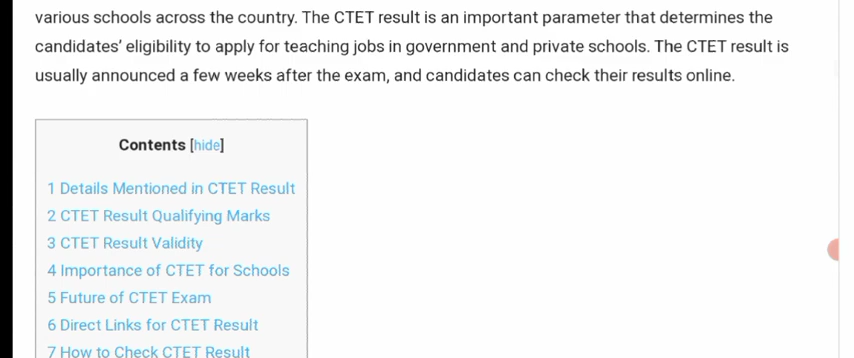 various schools across the country. The CTET result is an important parameter that determines the
candidates' eligibility to apply for teaching jobs in government and private schools. The CTET result is
usually announced a few weeks after the exam, and candidates can check their results online.
Contents [hide]
1 Details Mentioned in CTET Result
2 CTET Result Qualifying Marks
3 CTET Result Validity
4 Importance of CTET for Schools
5 Future of CTET Exam
6 Direct Links for CTET Result
7 How to Check CTET Result